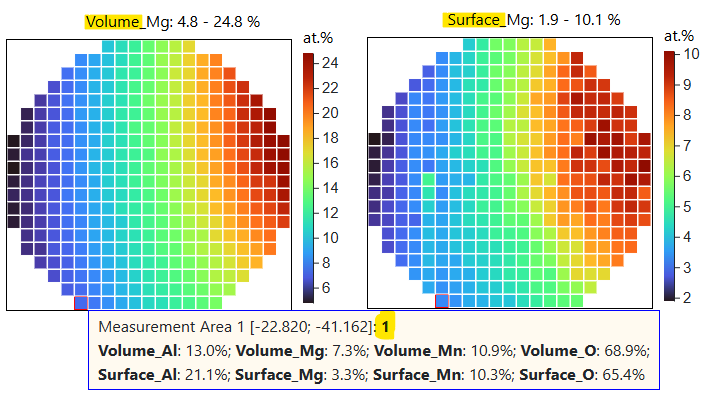 Volume_Mg: 4.8 - 24.8 %
Surface_Mg: 1.9 - 10.1 %
at.%
24
22
20
18
16
14
12
10
8
6
at.%
10
9
8
7
6
5
4
3
2
Measurement Area 1 [-22.820; -41.162]: 1
Volume_Al: 13.0%; Volume_Mg: 7.3%; Volume_Mn: 10.9%; Volume_O: 68.9%;
Surface_Al: 21.1%; Surface_Mg: 3.3%; Surface_Mn: 10.3%; Surface_O: 65.4%